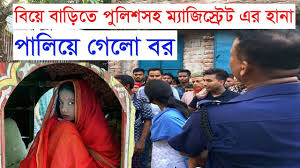 বিয়ে বাড়িতে পুলিশসহ ম্যাজিস্ট্রেট এর হানা
পালিয়ে গেলো বর